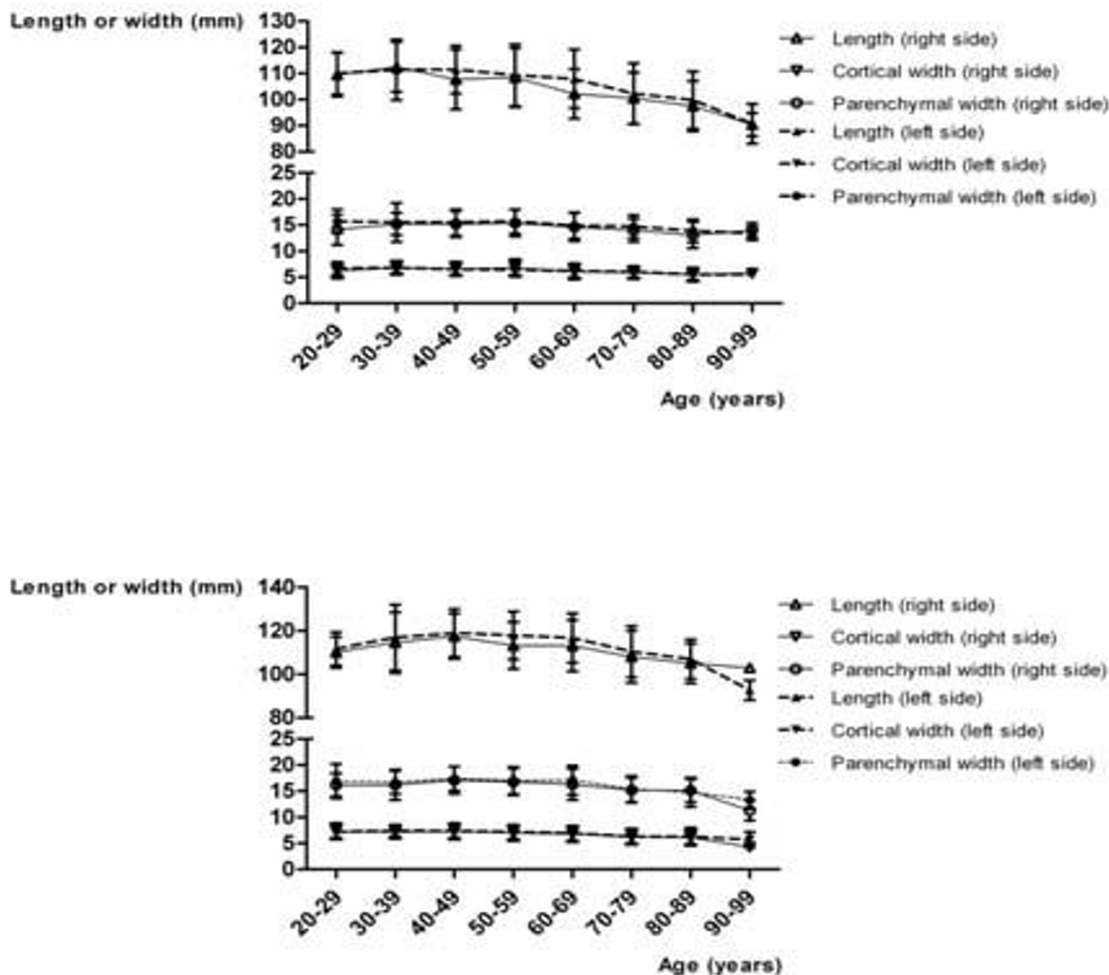 Length or width (mm)
130
120
110
100
90
80
25
20
15
10
5
0
20-29
30-39
40-49
50-59
60-69
70-79
80-89
90-99
Age (years)
Length (right side)
Cortical width (right side)
Parenchymal width (right side)
Length (left side)
Cortical width (left side)
Parenchymal width (left side)
Length or width (mm)
140
120
100
80
25
20
15
10
5
0
20-29
30-39
40-49
50-59
60-69
70-79
80-89
90-99
Age (years)
Length (right side)
Cortical width (right side)
Parenchymal width (right side)
Length (left side)
Cortical width (left side)
Parenchymal width (left side)